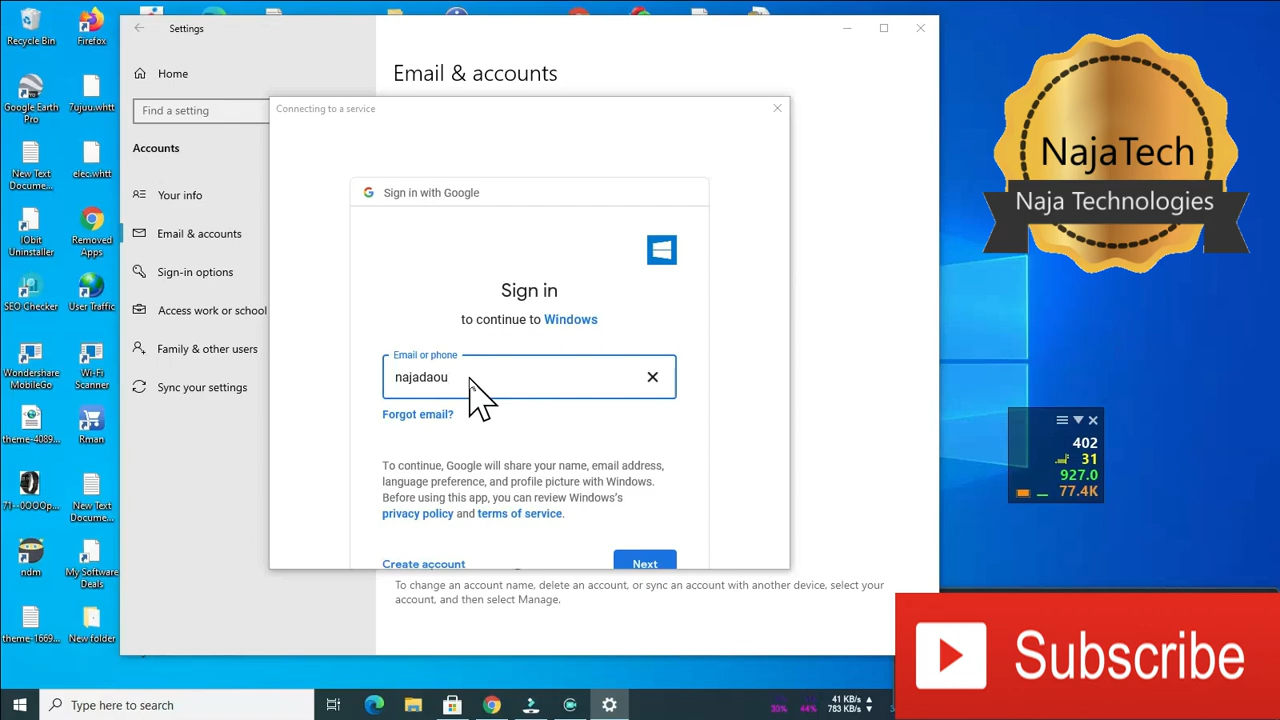 Recycle Bin
Firefox
Google Earth
Pro
7ujuu.whtt
New Text
Docume...
elec.whtt
IObit
Uninstaller
Removed
Apps
SEO Checker
User Traffic
Wondershare
MobileGo
Wi-Fi
Scanner
theme-4089...
Rman
71--0OOOp...
New Text
Docume...
ndm
My Software
Deals
theme-1669...
New folder
Settings
Home
Find a setting
Accounts
Your info
Email & accounts
Sign-in options
Access work or school
Family & other users
Sync your settings
Email & accounts
Connecting to a service
Sign in with Google
Sign in
to continue to Windows
Email or phone
najadaou
Forgot email?
To continue, Google will share your name, email address,
language preference, and profile picture with Windows.
Before using this app, you can review Windows's
privacy policy and terms of service.
Create account
Next
To change an account name, delete an account, or sync an account with another device, select your
account, and then select Manage.
NajaTech
Naja Technologies
402
31
927.0
77.4K
Subscribe
Type here to search
30%
44%
41 KB/s
783 KB/s